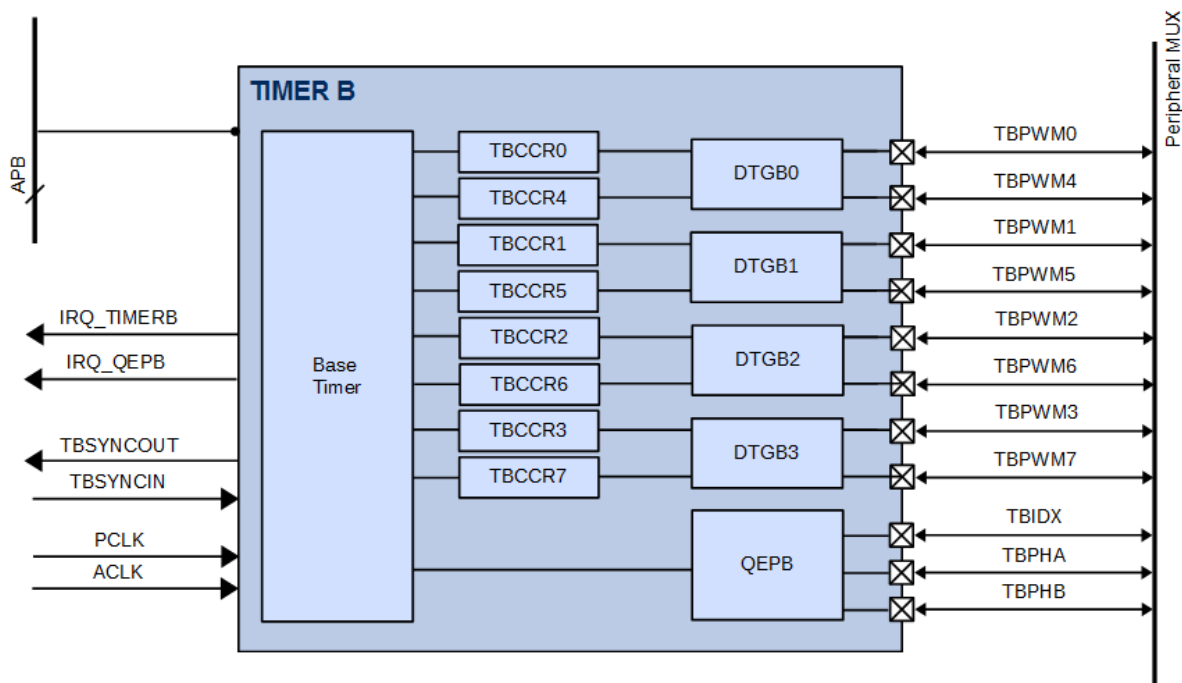 Peripheral MUX
APB
TIMER B
Base
Timer
TBCCR0
TBCCR4
TBCCR1
TBCCR5
TBCCR2
TBCCR6
TBCCR3
TBCCR7
DTGB0
DTGB1
DTGB2
DTGB3
QEPB
IRQ_TIMERB
IRQ_QEPB
TBSYNCOUT
TBSYNCIN
PCLK
ACLK
TBPWM0
TBPWM4
TBPWM1
TBPWM5
TBPWM2
TBPWM6
TBPWM3
TBPWM7
TBIDX
TBPHA
TBPHB